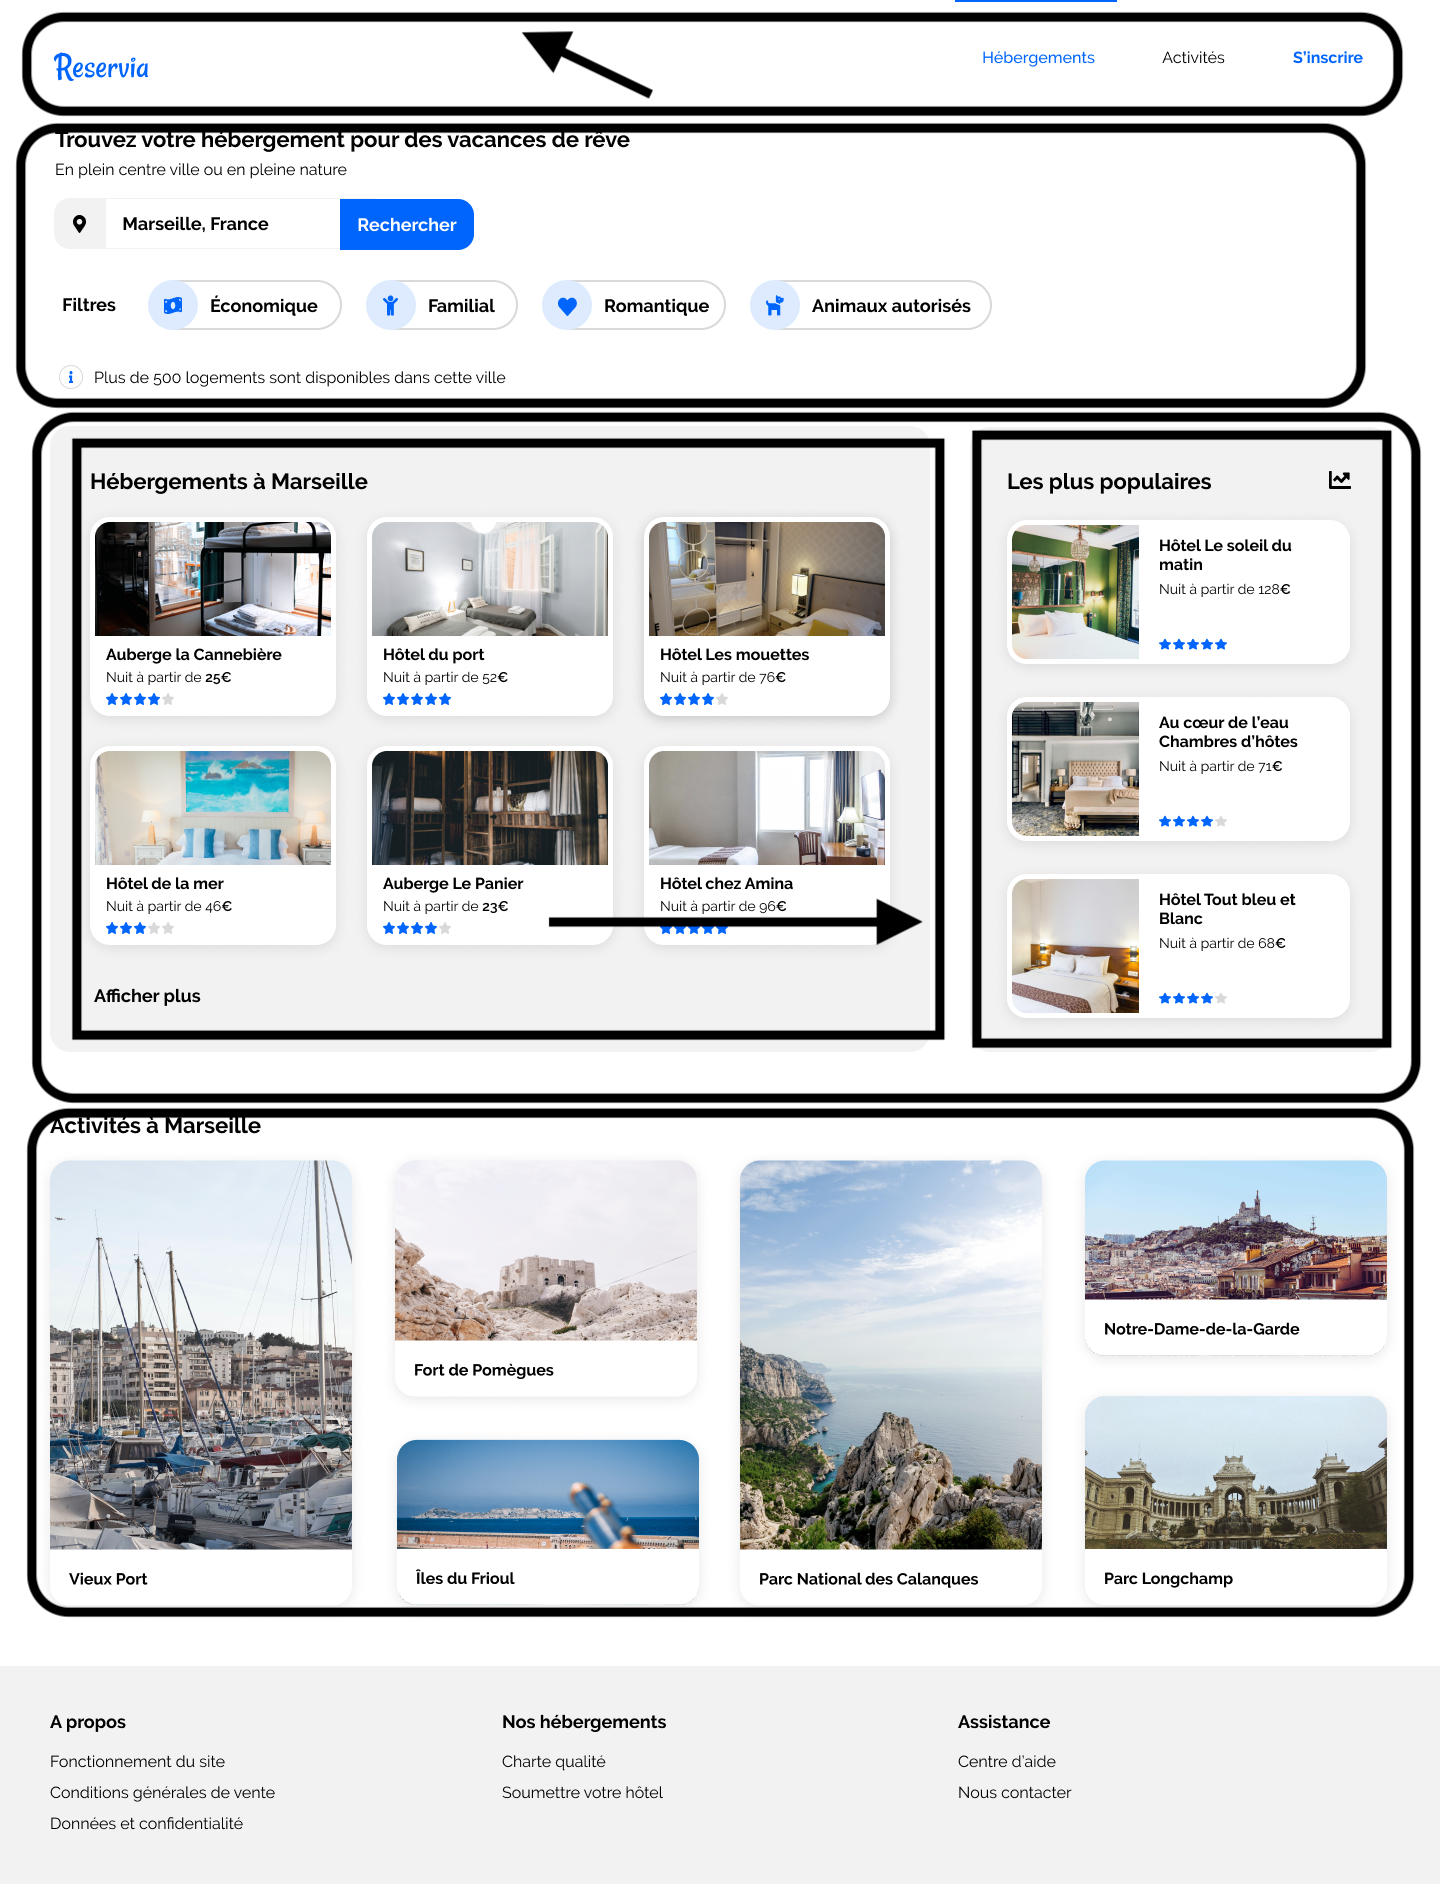 Reservia
Hébergements
Activités
S'inscrire
Trouvez votre hébergement pour des vacances de rêve
En plein centre ville ou en pleine nature
Marseille, France
Rechercher
Filtres
Économique
Familial
Romantique
Animaux autorisés
Plus de 500 logements sont disponibles dans cette ville
Hébergements à Marseille
Auberge la Cannebière
Nuit à partir de 25€
Hôtel du port
Nuit à partir de 52€
Hôtel Les mouettes
Nuit à partir de 76€
Hôtel de la mer
Nuit à partir de 46€
Auberge Le Panier
Nuit à partir de 23€
Hôtel chez Amina
Nuit à partir de 96€
Afficher plus
Les plus populaires
Hôtel Le soleil du
matin
Nuit à partir de 128€
Au cœur de l'eau
Chambres d'hôtes
Nuit à partir de 71€
Hôtel Tout bleu et
Blanc
Nuit à partir de 68€
Activités à Marseille
Vieux Port
Fort de Pomègues
Îles du Frioul
Parc National des Calanques
Notre-Dame-de-la-Garde
Parc Longchamp
A propos
Fonctionnement du site
Conditions générales de vente
Données et confidentialité
Nos hébergements
Charte qualité
Soumettre votre hôtel
Assistance
Centre d'aide
Nous contacter